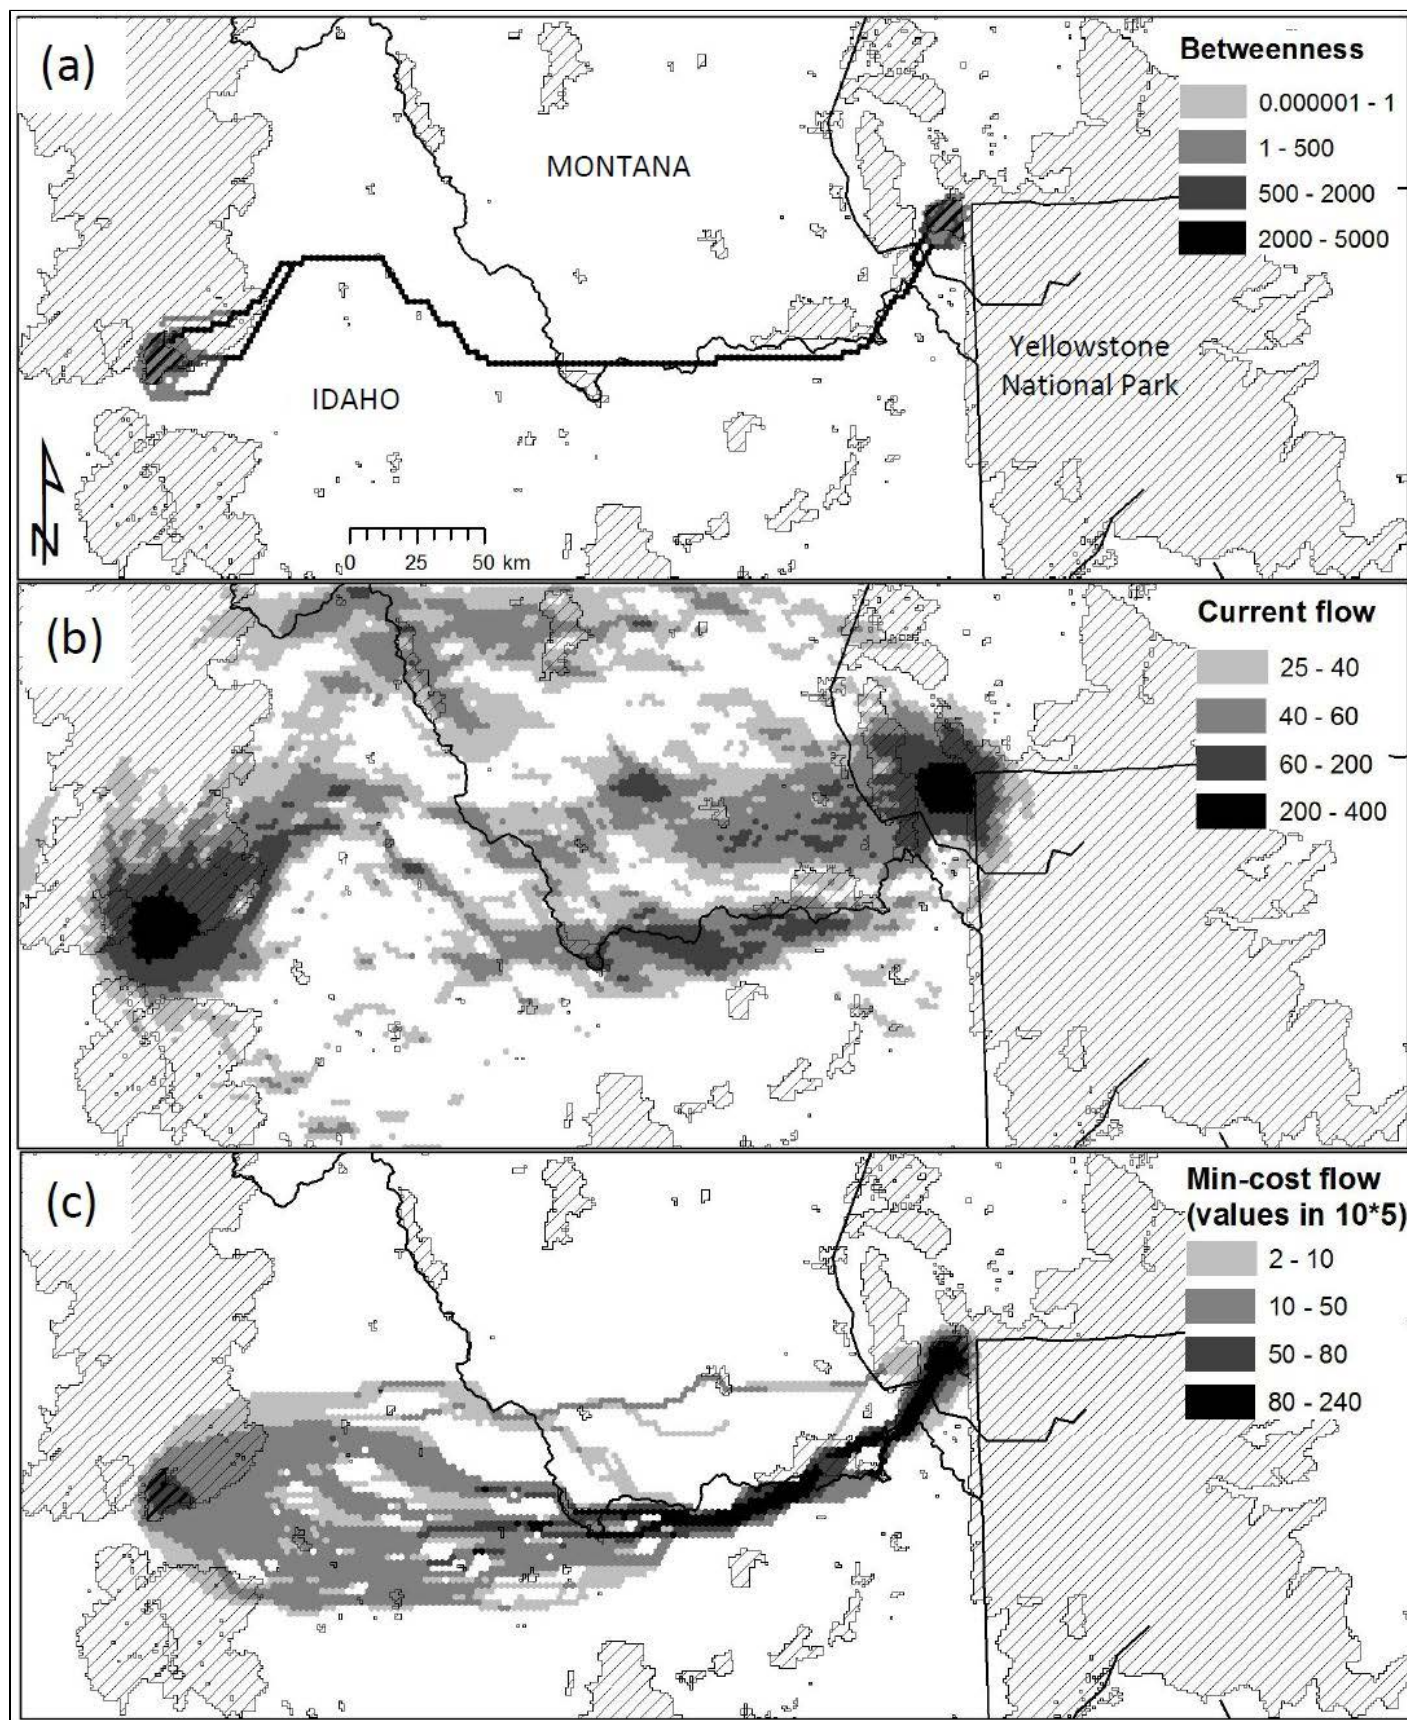 (a)
Betweenness
0.000001 - 1
1 - 500
500 - 2000
2000 - 5000
MONTANA
Yellowstone
National Park
IDAHO
N
0 25 50 km
(b)
Current flow
25 - 40
40 - 60
60 - 200
200 - 400
(c)
Min-cost flow
(values in 10*5)
2 - 10
10 - 50
50 - 80
80 - 240